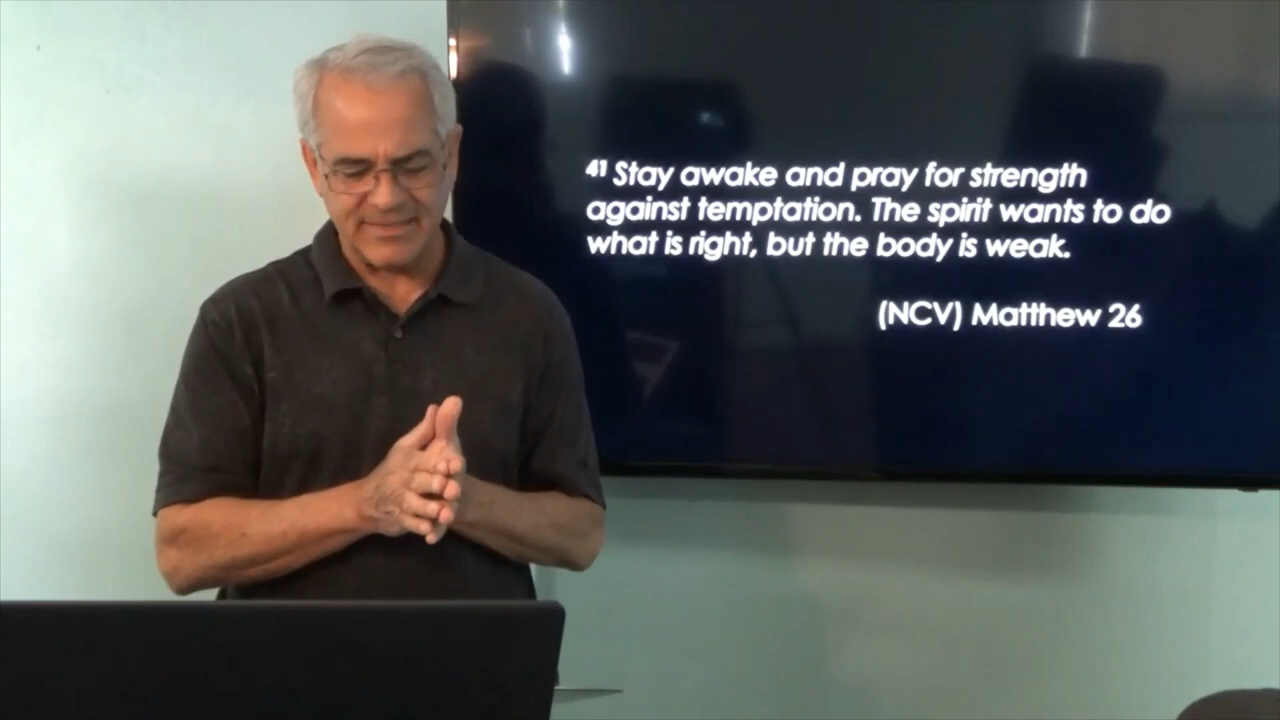 41 Stay awake and pray for strength
against temptation. The spirit wants to do
what is right, but the body is weak.
(NCV) Matthew 26